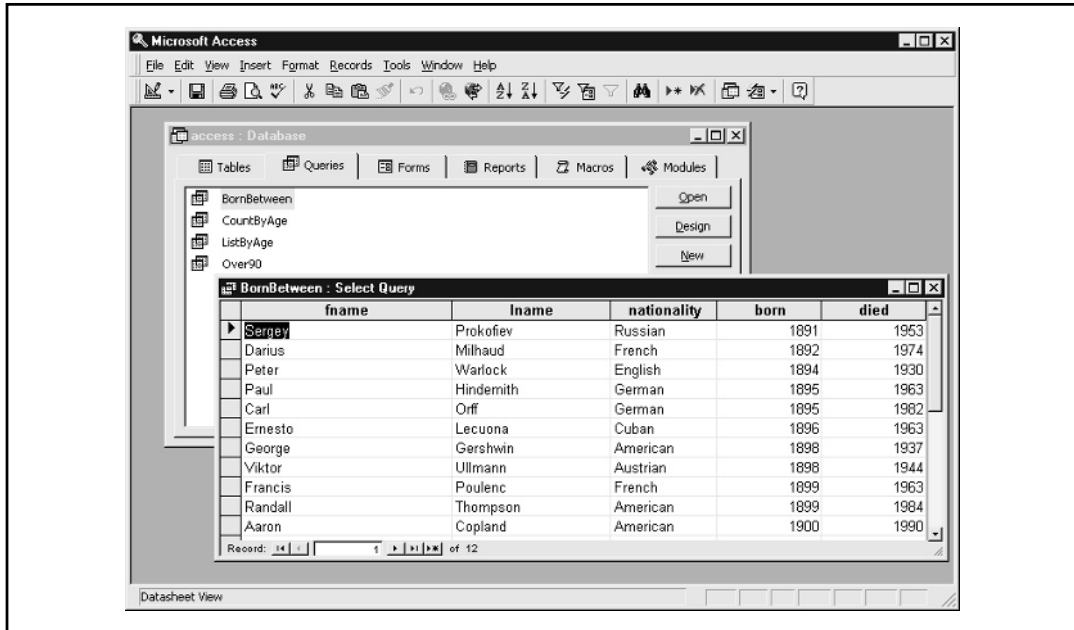 Microsoft Access
File Edit View Insert Format Records Tools Window Help
access : Database
Tables Queries Forms Reports Macros Modules
BornBetween Open
CountByAge Design
ListByAge New
Over90
BornBetween : Select Query
fname lname nationality born died
Sergey Prokofiev Russian 1891 1953
Darius Milhaud French 1892 1974
Peter Warlock English 1894 1930
Paul Hindemith German 1895 1963
Carl Orff German 1895 1982
Ernesto Lecuona Cuban 1896 1963
George Gershwin American 1898 1937
Viktor Ullmann Austrian 1898 1944
Francis Poulenc French 1899 1963
Randall Thompson American 1899 1984
Aaron Copland American 1900 1990
Record: 1 of 12
Datasheet View